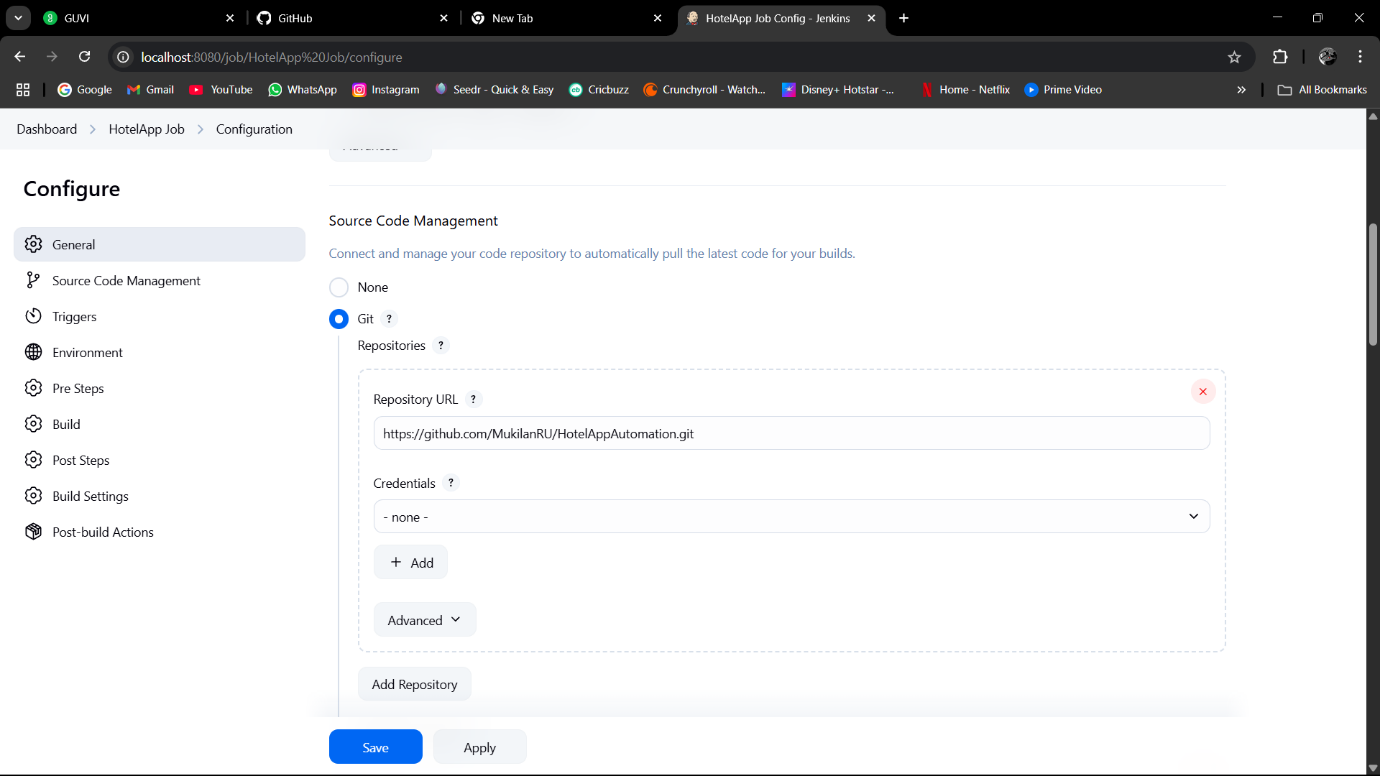 GUVI
GitHub
New Tab
HotelApp Job Config - Jenkins
localhost:8080/job/HotelApp%20Job/configure
Google
Gmail
YouTube
WhatsApp
Instagram
Seedr - Quick & Easy
Cricbuzz
Crunchyroll - Watch...
Disney+ Hotstar -...
Home - Netflix
Prime Video
All Bookmarks
Dashboard > HotelApp Job > Configuration
Configure
General
Source Code Management
Triggers
Environment
Pre Steps
Build
Post Steps
Build Settings
Post-build Actions
Source Code Management
Connect and manage your code repository to automatically pull the latest code for your builds.
None
Git ?
Repositories ?
Repository URL ?
https://github.com/MukilanRU/HotelAppAutomation.git
Credentials ?
- none -
+ Add
Advanced
Add Repository
Save
Apply